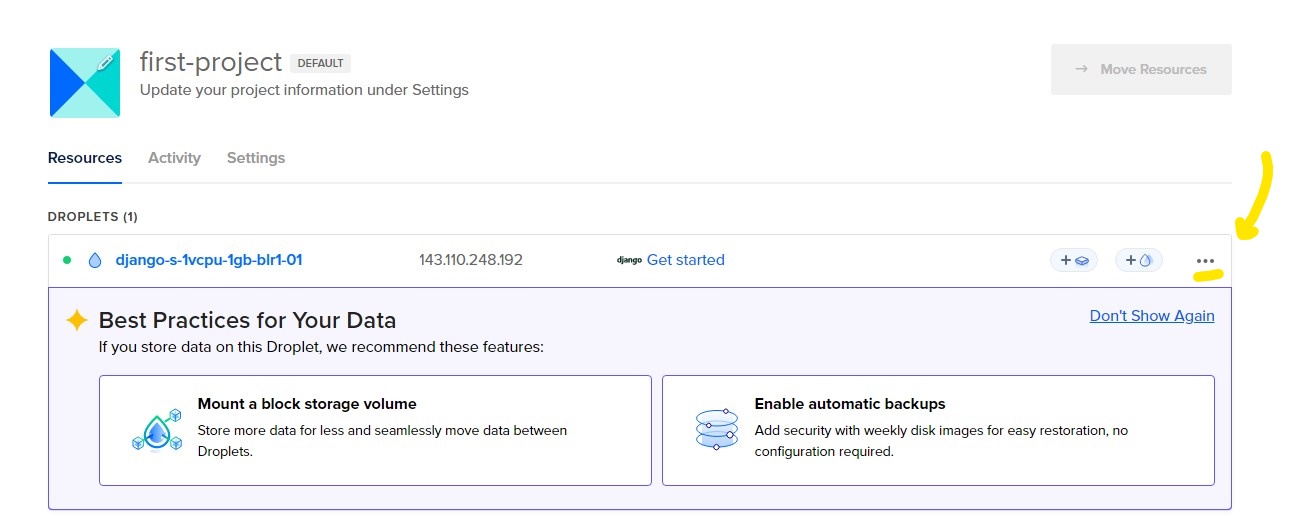 first-project DEFAULT
Update your project information under Settings
→ Move Resources
Resources Activity Settings
DROPLETS (1)
django-s-1vcpu-1gb-blr1-01 143.110.248.192 django Get started + + ...
Best Practices for Your Data
Don't Show Again
If you store data on this Droplet, we recommend these features:
Mount a block storage volume
Store more data for less and seamlessly move data between
Droplets.
Enable automatic backups
Add security with weekly disk images for easy restoration, no
configuration required.